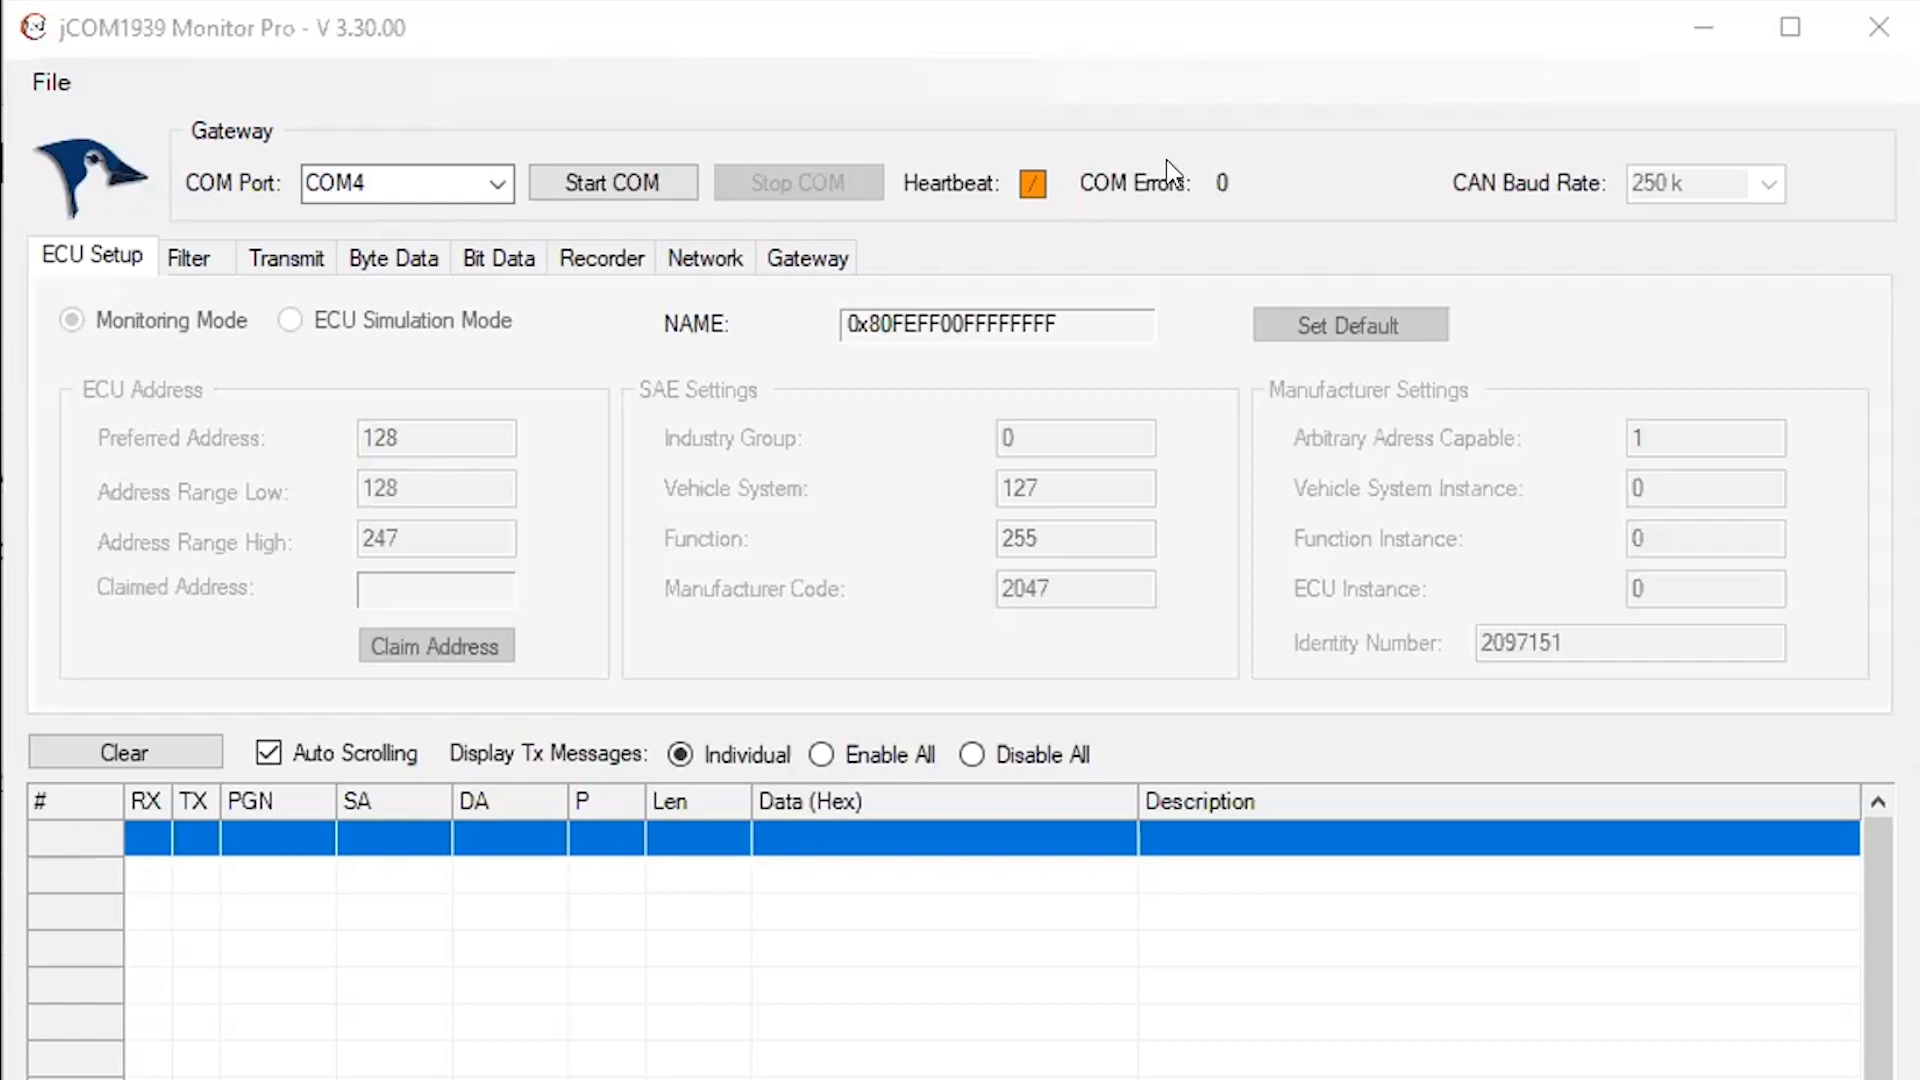 jCOM1939 Monitor Pro - V 3.30.00
File
Gateway
COM Port: COM4 Start COM Stop COM Heartbeat: / COM Errors: 0 CAN Baud Rate: 250 k
ECU Setup Filter Transmit Byte Data Bit Data Recorder Network Gateway
Monitoring Mode ECU Simulation Mode NAME: 0x80FEFF00FFFFFFFF Set Default
ECU Address SAE Settings Manufacturer Settings
Preferred Address: 128 Industry Group: 0 Arbitrary Adress Capable: 1
Address Range Low: 128 Vehicle System: 127 Vehicle System Instance: 0
Address Range High: 247 Function: 255 Function Instance: 0
Claimed Address: Manufacturer Code: 2047 ECU Instance: 0
Claim Address Identity Number: 2097151
Clear Auto Scrolling Display Tx Messages: Individual Enable All Disable All
# RX TX PGN SA DA P Len Data (Hex) Description